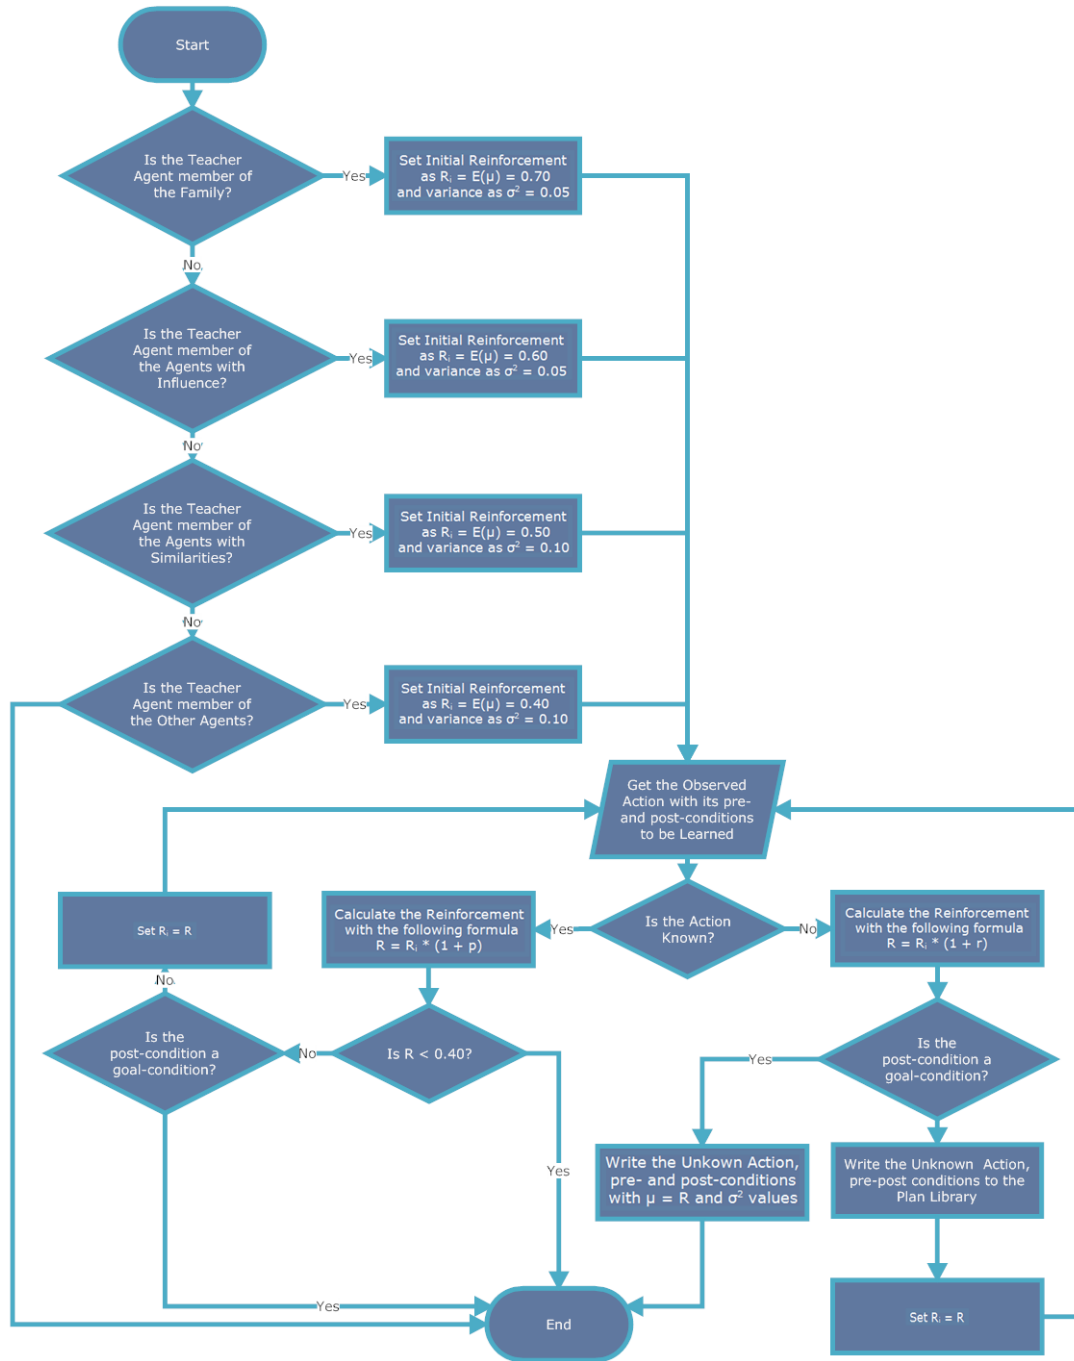 Start
Is the Teacher
Agent member of
the Family?
Yes
Set Initial Reinforcement
as Rᵢ = E(μ) = 0.70
and variance as σ² = 0.05
No
Is the Teacher
Agent member of
the Agents with
Influence?
Yes
Set Initial Reinforcement
as Rᵢ = E(μ) = 0.60
and variance as σ² = 0.05
No
Is the Teacher
Agent member of
the Agents with
Similarities?
Yes
Set Initial Reinforcement
as Rᵢ = E(μ) = 0.50
and variance as σ² = 0.10
No
Is the Teacher
Agent member of
the Other Agents?
Yes
Set Initial Reinforcement
as Rᵢ = E(μ) = 0.40
and variance as σ² = 0.10
Get the Observed
Action with its pre-
and post-conditions
to be Learned
Is the Action
Known?
Yes
No
Calculate the Reinforcement
with the following formula
R = Rᵢ * (1 + p)
Calculate the Reinforcement
with the following formula
R = Rᵢ * (1 + r)
Set Rᵢ = R
No
Is the
post-condition a
goal-condition?
No
Is R < 0.40?
Yes
Is the
post-condition a
goal-condition?
Yes
Write the Unkown Action,
pre- and post-conditions
with μ = R and σ² values
Write the Unknown Action,
pre-post conditions to the
Plan Library
Yes
End
Set Rᵢ = R